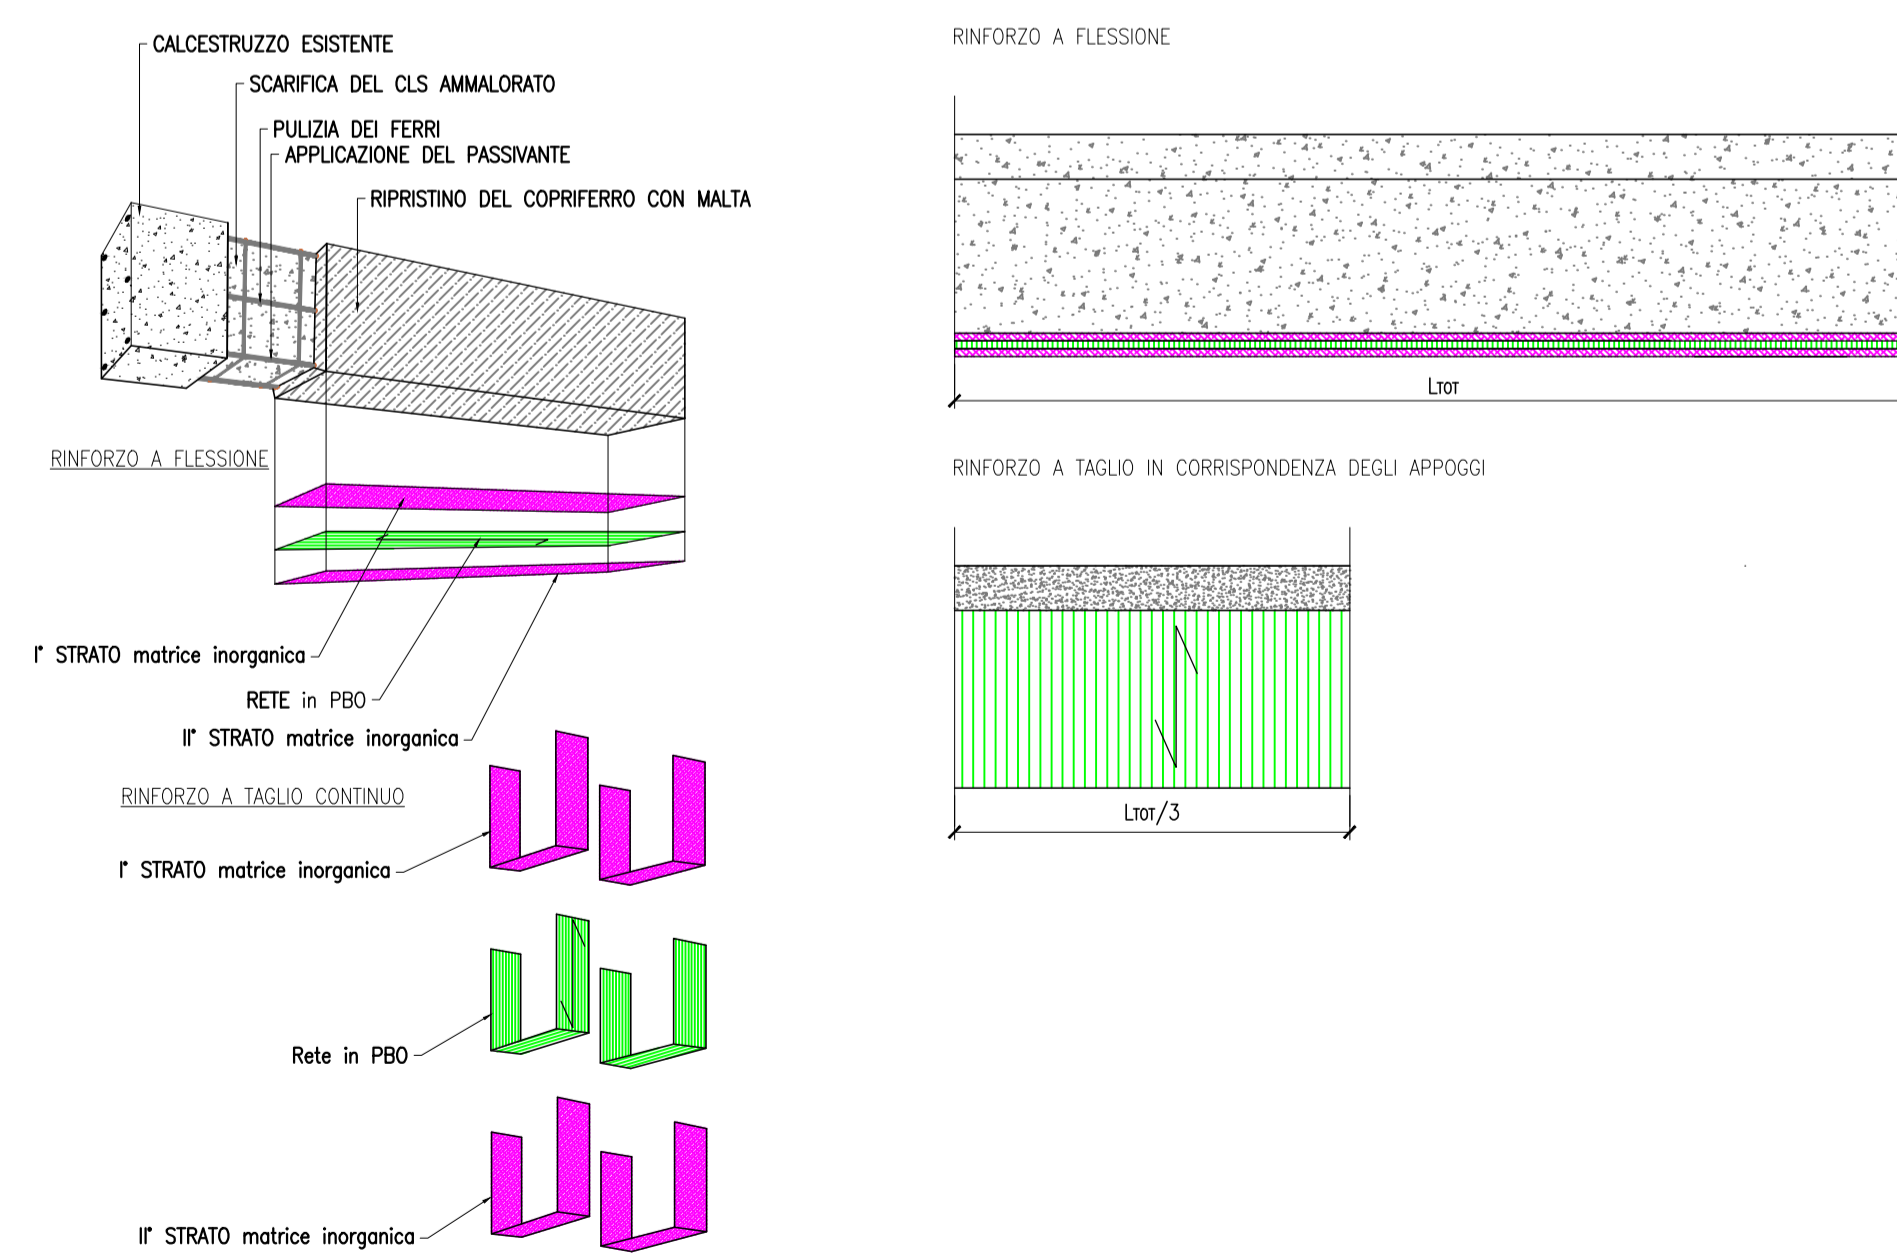 CALCESTRUZZO ESISTENTE
SCARIFICA DEL CLS AMMALORATO
PULIZIA DEI FERRI
APPLICAZIONE DEL PASSIVANTE
RIPRISTINO DEL COPRIFERRO CON MALTA
RINFORZO A FLESSIONE
I° STRATO matrice inorganica
RETE in PBO
II° STRATO matrice inorganica
RINFORZO A TAGLIO CONTINUO
I° STRATO matrice inorganica
Rete in PBO
II° STRATO matrice inorganica
RINFORZO A FLESSIONE
LTOT
RINFORZO A TAGLIO IN CORRISPONDENZA DEGLI APPOGGI
LTOT/3